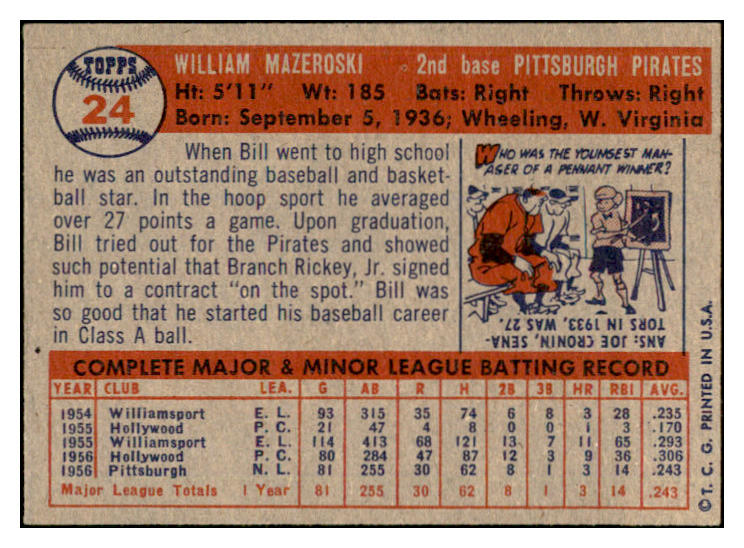 TOPPS
24
WILLIAM MAZEROSKI · 2nd base PITTSBURGH PIRATES
Ht: 5'11" Wt: 185 Bats: Right Throws: Right
Born: September 5, 1936; Wheeling, W. Virginia
When Bill went to high school
he was an outstanding baseball and basket-
ball star. In the hoop sport he averaged
over 27 points a game. Upon graduation,
Bill tried out for the Pirates and showed
such potential that Branch Rickey, Jr. signed
him to a contract "on the spot." Bill was
so good that he started his baseball career
in Class A ball.
WHO WAS THE YOUNGEST MAN-
AGER OF A PENNANT WINNER?
ANS: JOE CRONIN, SENA-
TORS IN 1933, WAS 27.
COMPLETE MAJOR & MINOR LEAGUE BATTING RECORD
YEAR CLUB LEA. G AB R H 2B 3B HR RBI AVG.
1954 Williamsport E. L. 93 315 35 74 6 8 3 28 .235
1955 Hollywood P. C. 21 47 4 8 0 0 1 3 .170
1955 Williamsport E. L. 114 413 68 121 13 7 11 65 .293
1956 Hollywood P. C. 80 284 47 87 12 3 9 36 .306
1956 Pittsburgh N. L. 81 255 30 62 8 1 3 14 .243
Major League Totals 1 Year 81 255 30 62 8 1 3 14 .243
© T. C. G. PRINTED IN U.S.A.